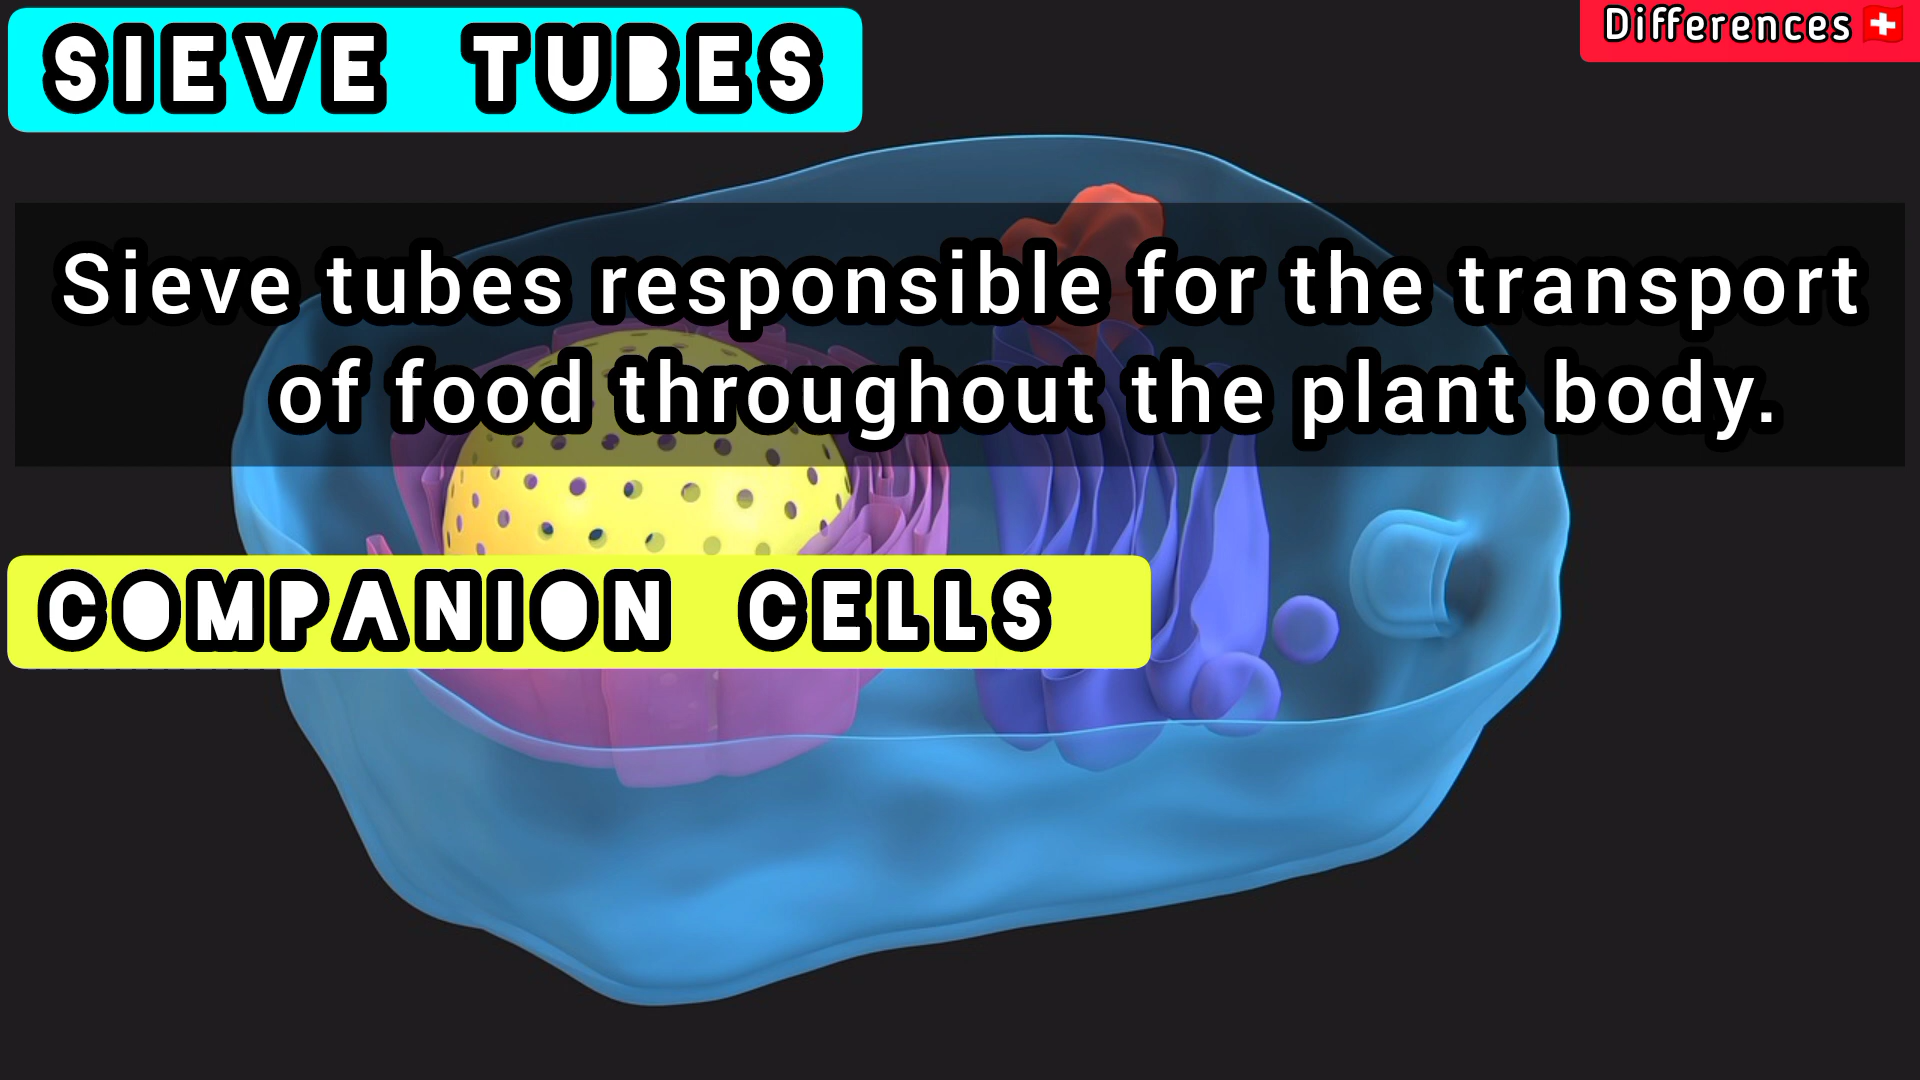 SIEVE TUBES
Differences
Sieve tubes responsible for the transport
of food throughout the plant body.
COMPANION CELLS